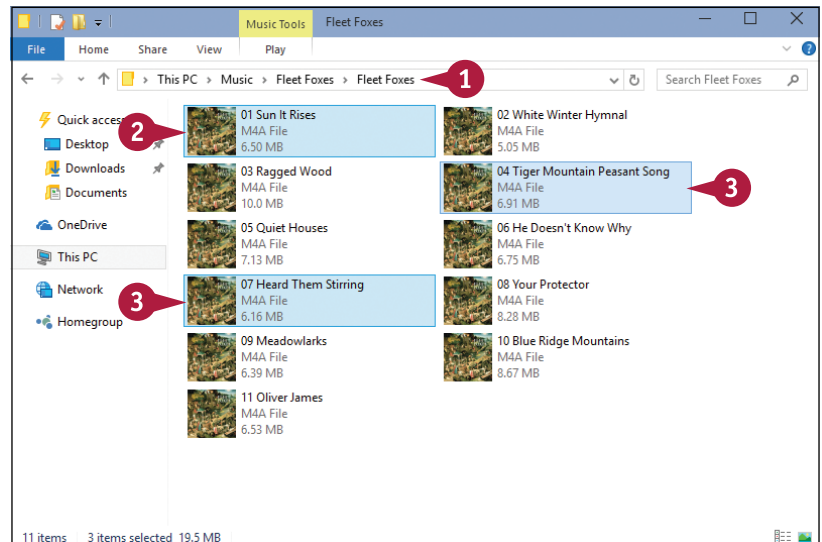 Music Tools Fleet Foxes
File Home Share View Play
This PC > Music > Fleet Foxes > Fleet Foxes Search Fleet Foxes
1
Quick access
Desktop
Downloads
Documents
OneDrive
This PC
Network
Homegroup
2
3
01 Sun It Rises
M4A File
6.50 MB
02 White Winter Hymnal
M4A File
5.05 MB
03 Ragged Wood
M4A File
10.0 MB
04 Tiger Mountain Peasant Song
M4A File
6.91 MB
3
05 Quiet Houses
M4A File
7.13 MB
06 He Doesn't Know Why
M4A File
6.75 MB
07 Heard Them Stirring
M4A File
6.16 MB
08 Your Protector
M4A File
8.28 MB
09 Meadowlarks
M4A File
6.39 MB
10 Blue Ridge Mountains
M4A File
8.67 MB
11 Oliver James
M4A File
6.53 MB
11 items 3 items selected 19.5 MB